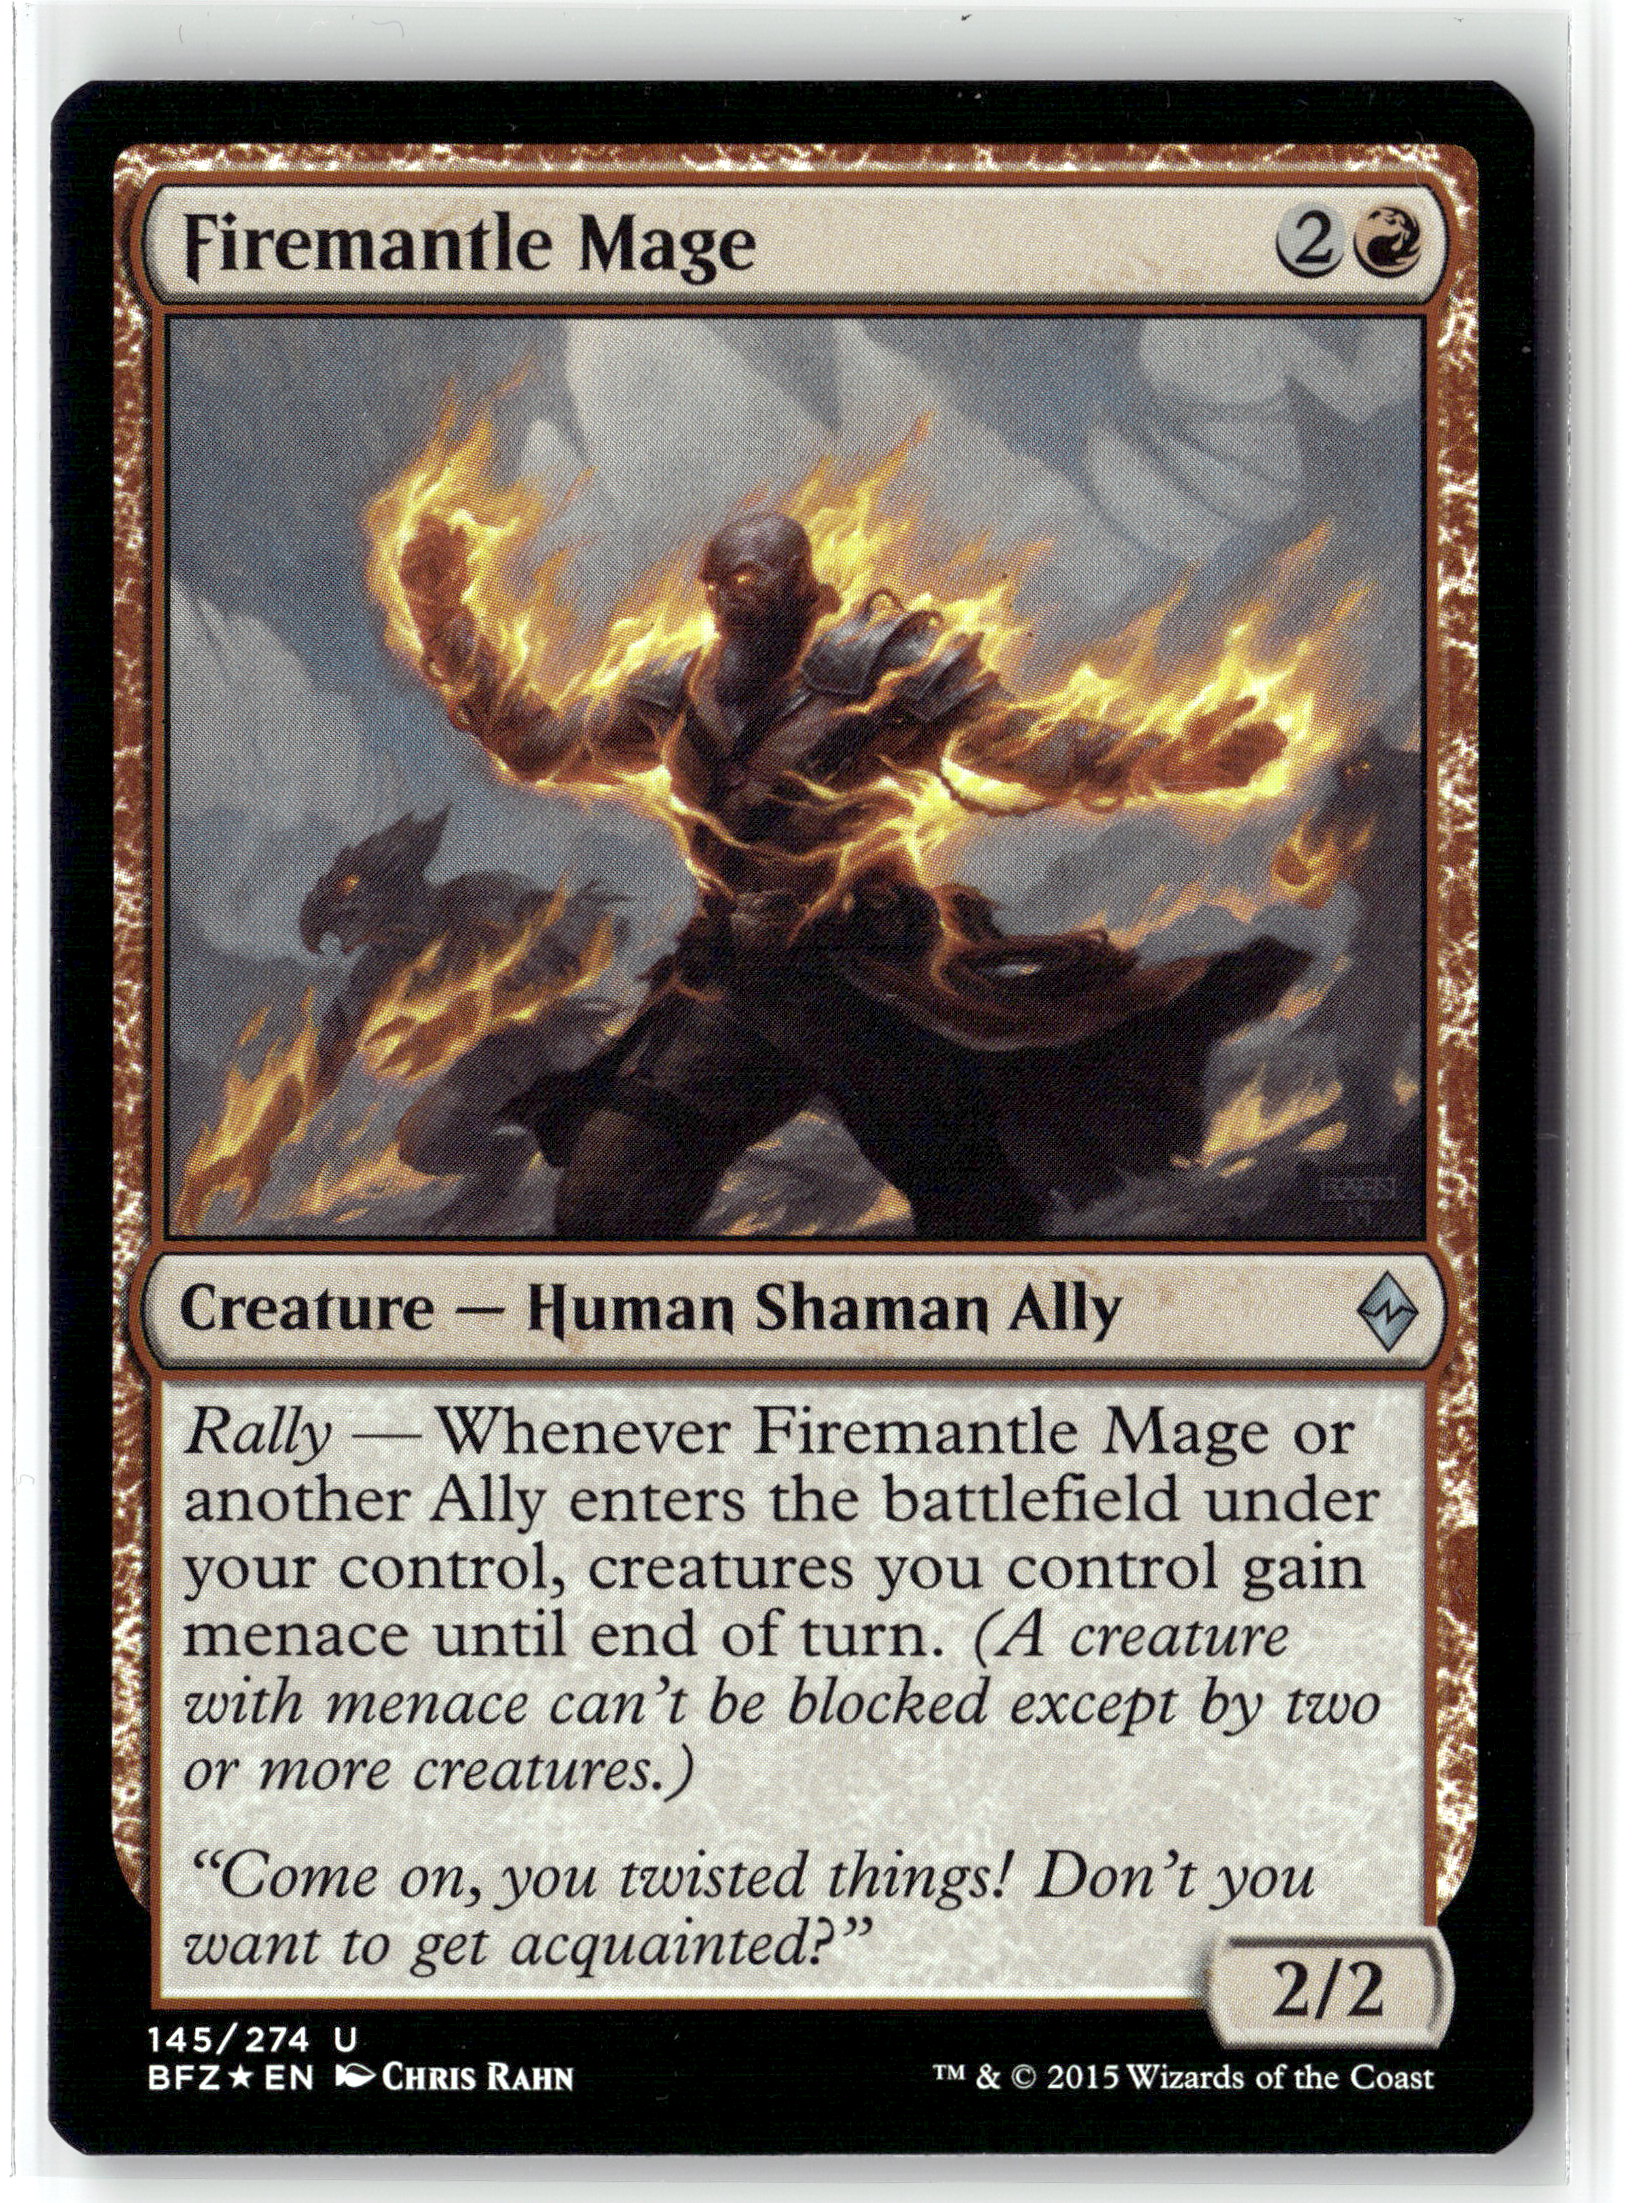 Firemantle Mage 2
Creature — Human Shaman Ally
Rally — Whenever Firemantle Mage or
another Ally enters the battlefield under
your control, creatures you control gain
menace until end of turn. (A creature
with menace can't be blocked except by two
or more creatures.)
“Come on, you twisted things! Don't you
want to get acquainted?”
2/2
145/274 U
BFZ★EN CHRIS RAHN
™ & © 2015 Wizards of the Coast